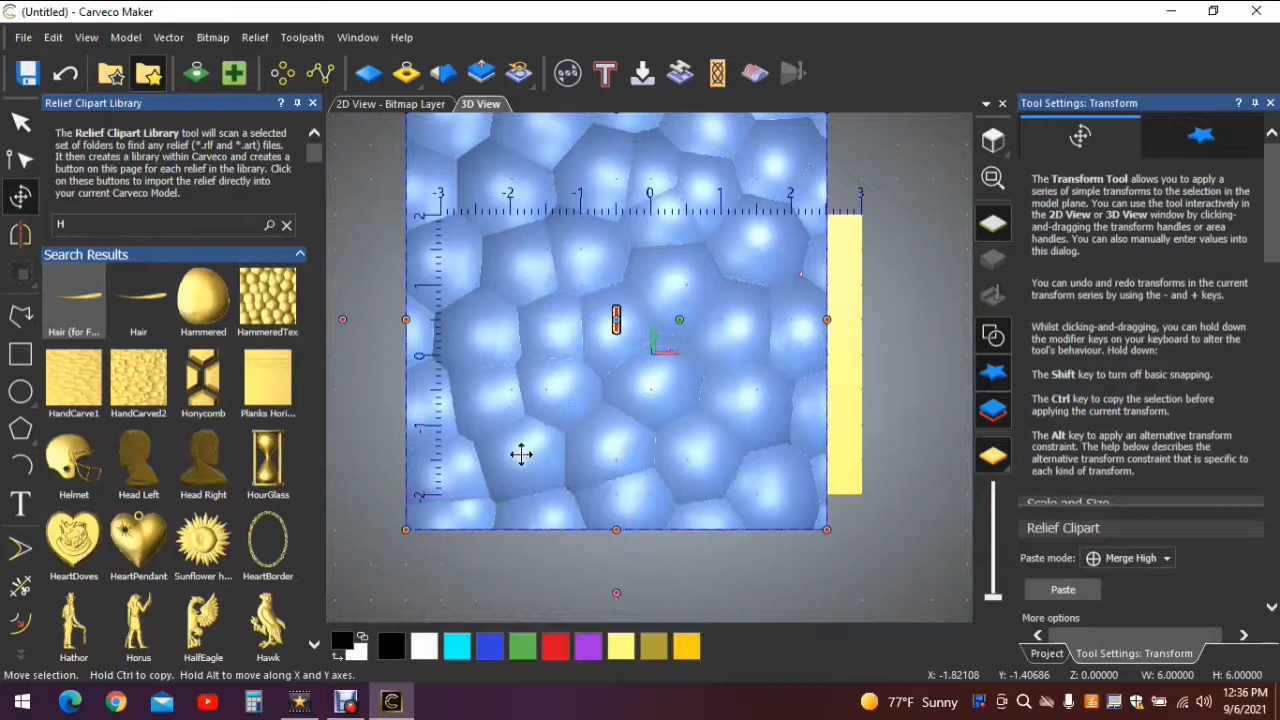 (Untitled) - Carveco Maker
File Edit View Model Vector Bitmap Relief Toolpath Window Help
Relief Clipart Library
The Relief Clipart Library tool will scan a selected
set of folders to find any relief (*.rlf and *.art) files.
It then creates a library within Carveco and creates a
button on this page for each relief in the library. Click
on these buttons to import the relief directly into
your current Carveco Model.
H
Search Results
Hair (for F... Hair Hammered HammeredTex
HandCarve1 HandCarved2 Honycomb Planks Hori...
Helmet Head Left Head Right HourGlass
HeartDoves HeartPendant Sunflower h... HeartBorder
Hathor Horus HalfEagle Hawk
2D View - Bitmap Layer 3D View
-3 -2 -1 0 1 2 3
2
0
-1
-2
Tool Settings: Transform
The Transform Tool allows you to apply a
series of simple transforms to the selection in
the model plane. You can use the tool interactively in
the 2D View or 3D View window by clicking-
and-dragging the transform handles or area
handles. You can also manually enter values into
this dialog.
You can undo and redo transforms in the current
transform series by using the - and + keys.
Whilst clicking-and-dragging, you can hold down
the modifier keys on your keyboard to alter the
tool's behaviour. Hold down:
The Shift key to turn off basic snapping.
The Ctrl key to copy the selection before
applying the current transform.
The Alt key to apply an alternative transform
constraint. The help below describes the
alternative transform constraint that is specific to
each kind of transform.
Scale and Size
Relief Clipart
Paste mode: Merge High
Paste
More options
Project Tool Settings: Transform
Move selection. Hold Ctrl to copy. Hold Alt to move along X and Y axes.
X: -1.82108 Y: -1.40686 Z: 0.00000 W: 6.00000 H: 6.00000
77°F Sunny
12:36 PM
9/6/2021